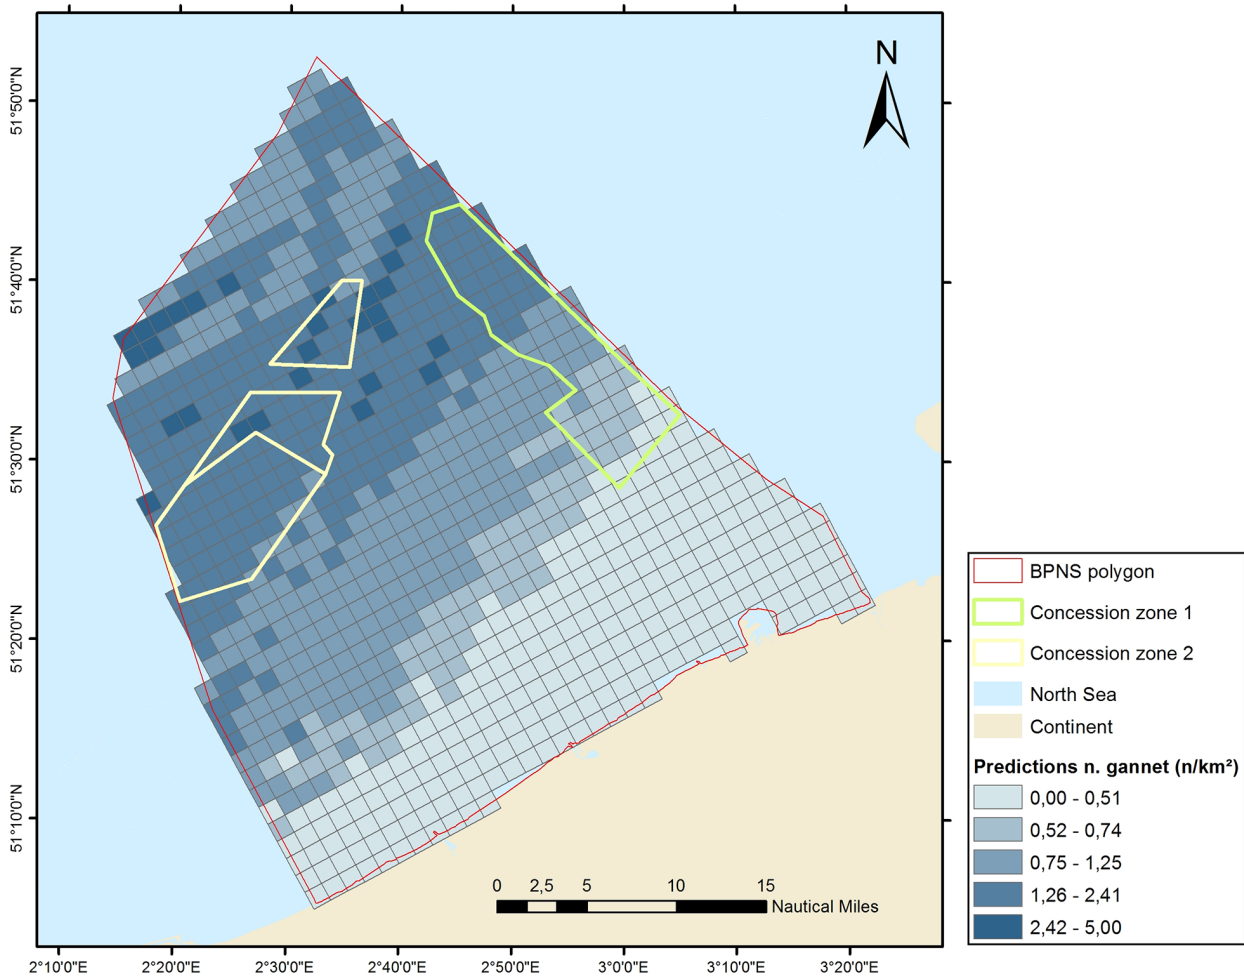 N
51°50'0"N
51°40'0"N
51°30'0"N
51°20'0"N
51°10'0"N
BPNS polygon
Concession zone 1
Concession zone 2
North Sea
Continent
Predictions n. gannet (n/km²)
0,00 - 0,51
0,52 - 0,74
0,75 - 1,25
1,26 - 2,41
2,42 - 5,00
0 2,5 5 10 15
Nautical Miles
2°10'0"E 2°20'0"E 2°30'0"E 2°40'0"E 2°50'0"E 3°0'0"E 3°10'0"E 3°20'0"E